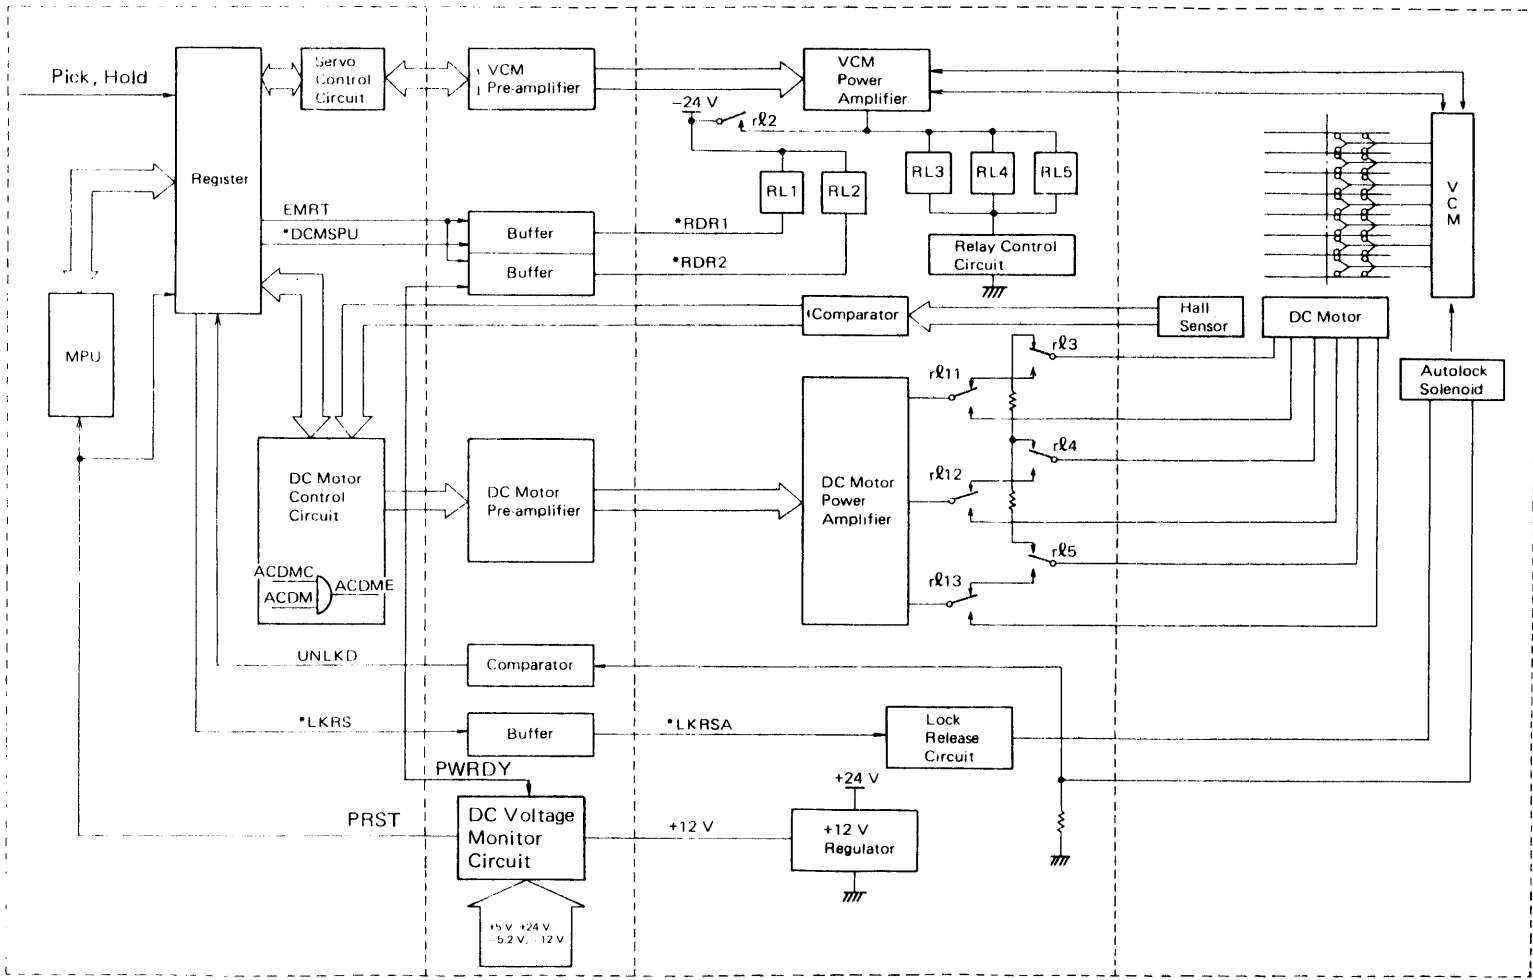 Pick, Hold
Register
Servo
Control
Circuit
VCM
Pre-amplifier
VCM
Power
Amplifier
−24 V
rℓ2
RL1
RL2
RL3
RL4
RL5
Relay Control
Circuit
VCM
EMRT
*DCMSPU
Buffer
Buffer
*RDR1
*RDR2
MPU
Comparator
Hall
Sensor
DC Motor
Autolock
Solenoid
rℓ3
rℓ11
rℓ4
rℓ12
rℓ5
rℓ13
DC Motor
Control
Circuit
ACDMC
ACDM
ACDME
DC Motor
Pre-amplifier
DC Motor
Power
Amplifier
UNLKD
Comparator
*LKRS
Buffer
*LKRSA
Lock
Release
Circuit
PWRDY
PRST
DC Voltage
Monitor
Circuit
+12 V
+24 V
+12 V
Regulator
+5 V, +24 V
−5.2 V, −12 V